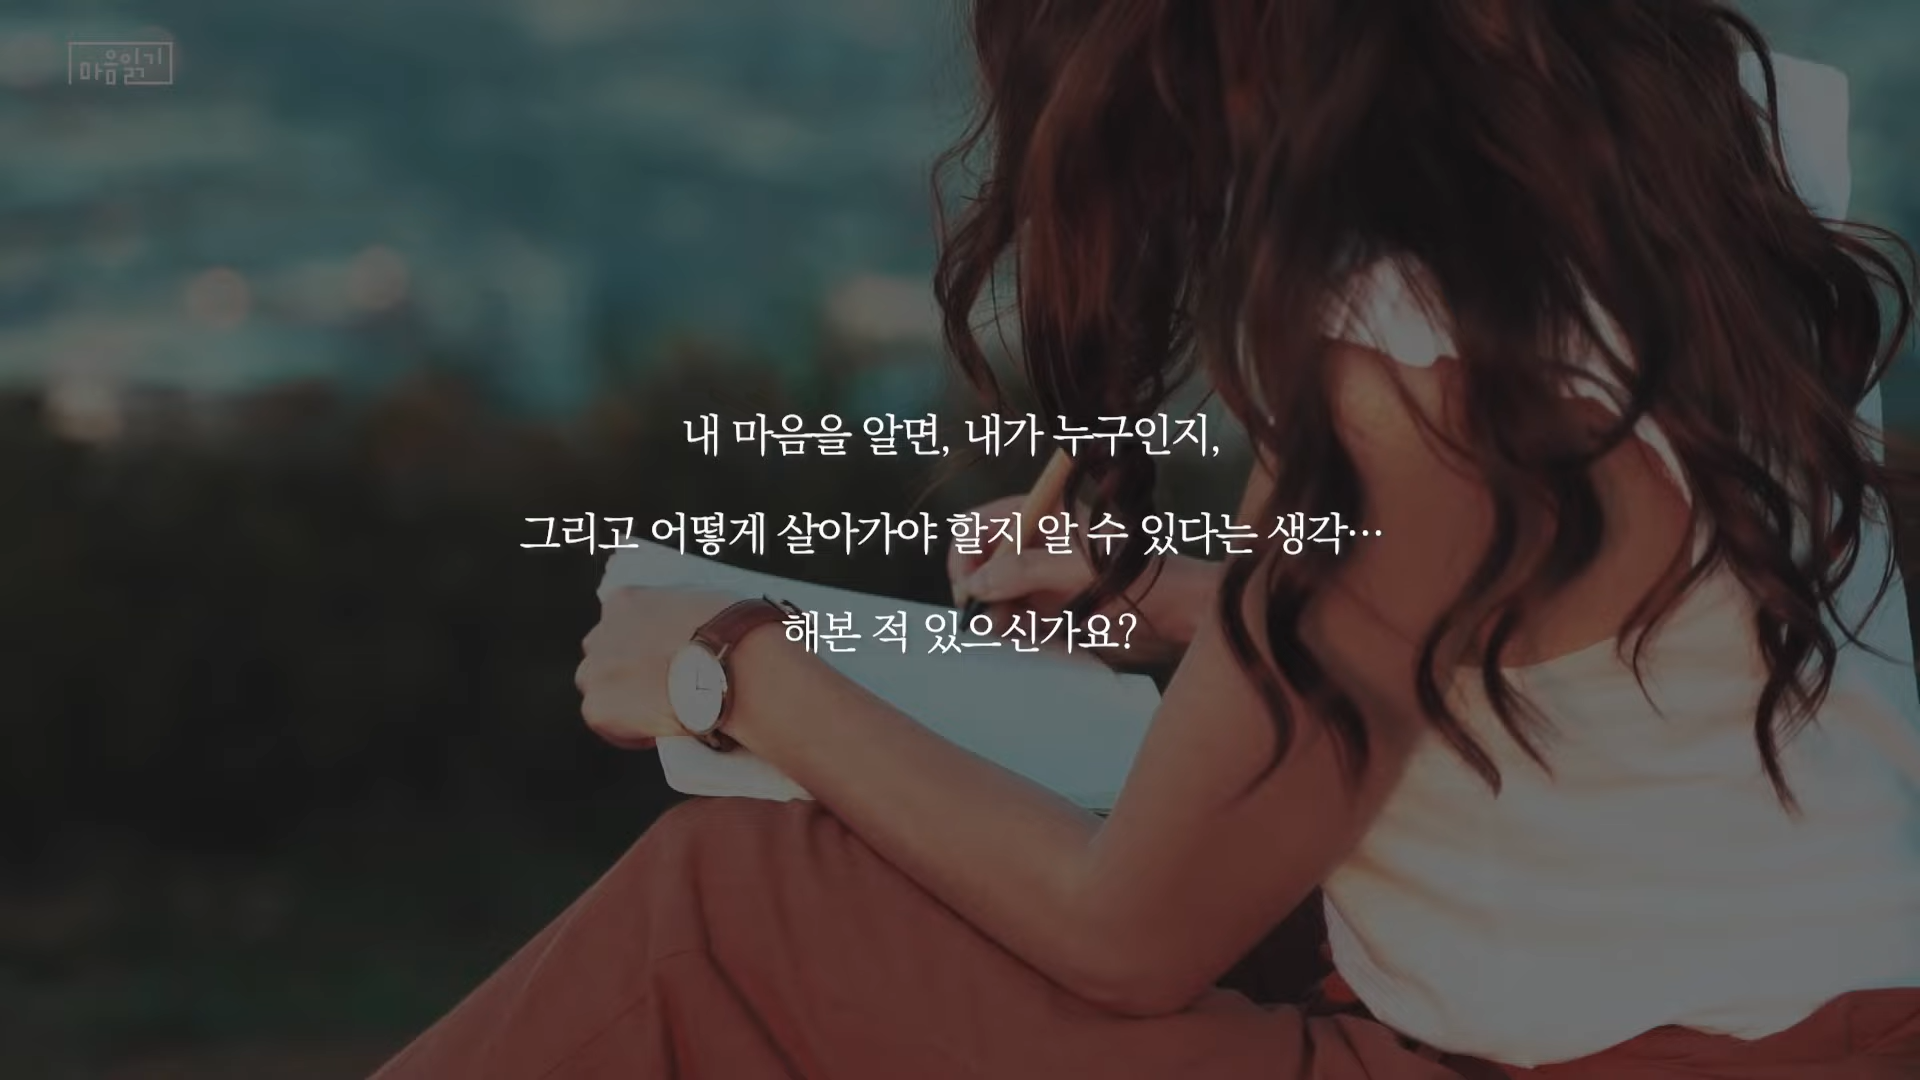 마음읽기
내 마음을 알면, 내가 누구인지,
그리고 어떻게 살아가야 할지 알 수 있다는 생각…
해본 적 있으신가요?